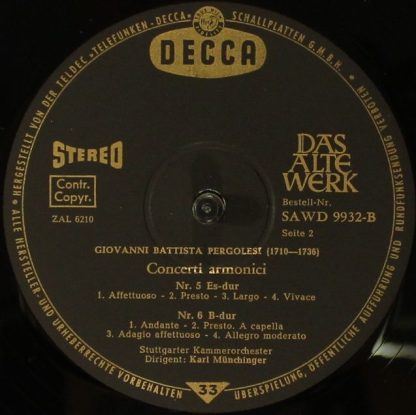 ★ HERGESTELLT VON DER TELDEC »TELEFUNKEN-DECCA« SCHALLPLATTEN G.M.B.H.
DECCA
STEREO
DAS
ALTE
WERK
Contr.
Copyr.
Bestell-Nr.
SAWD 9932-B
ZAL 6210
Seite 2
GIOVANNI BATTISTA PERGOLESI (1710—1736)
Concerti armonici
Nr. 5 Es-dur
1. Affettuoso - 2. Presto - 3. Largo - 4. Vivace
Nr. 6 B-dur
1. Andante - 2. Presto. A capella
3. Adagio affettuoso - 4. Allegro moderato
Stuttgarter Kammerorchester
Dirigent: Karl Münchinger
★ ALLE HERSTELLER- UND URHEBERRECHTE VORBEHALTEN
33
ÜBERSPIELUNG, ÖFFENTLICHE AUFFÜHRUNG UND RUNDFUNKSENDUNG VERBOTEN